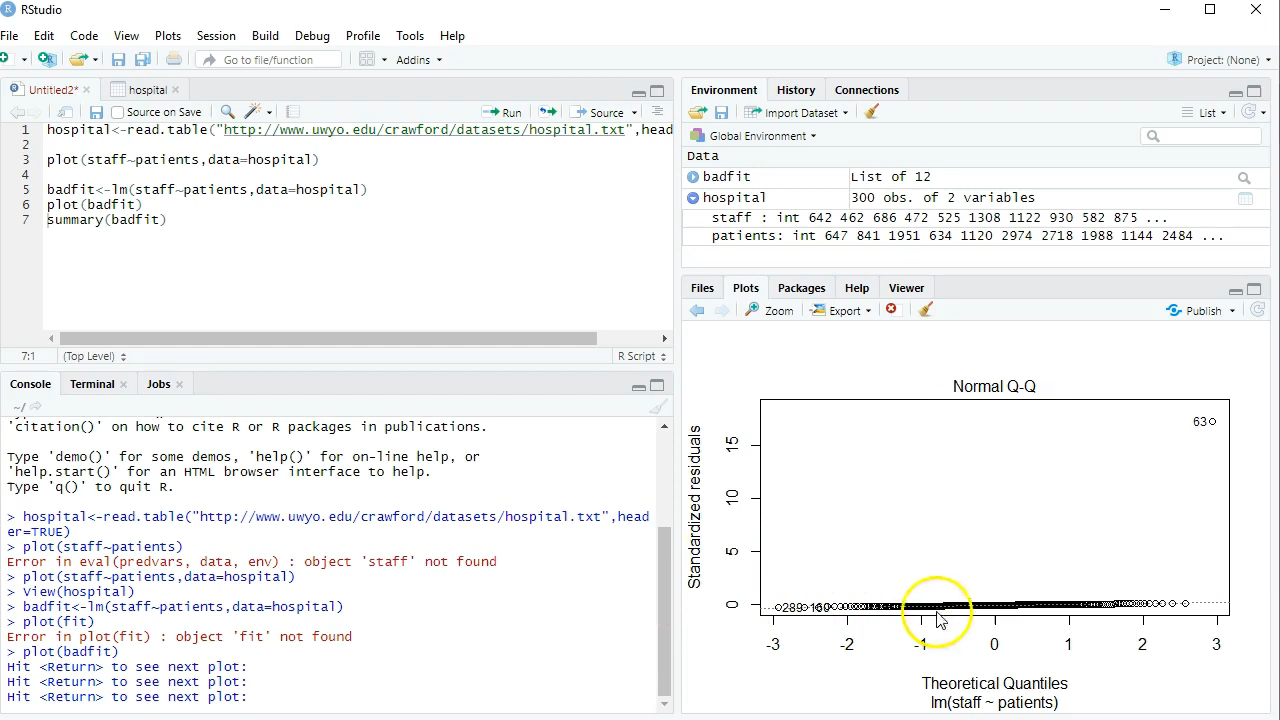 RStudio
File Edit Code View Plots Session Build Debug Profile Tools Help
Go to file/function Addins Project: (None)
Untitled2* hospital
Source on Save Run Source
1 hospital<-read.table("http://www.uwyo.edu/crawford/datasets/hospital.txt",head
2
3 plot(staff~patients,data=hospital)
4
5 badfit<-lm(staff~patients,data=hospital)
6 plot(badfit)
7 summary(badfit)
7:1 (Top Level) R Script
Console Terminal Jobs
~/
'citation()' on how to cite R or R packages in publications.
Type 'demo()' for some demos, 'help()' for on-line help, or
'help.start()' for an HTML browser interface to help.
Type 'q()' to quit R.
> hospital<-read.table("http://www.uwyo.edu/crawford/datasets/hospital.txt",head
er=TRUE)
> plot(staff~patients)
Error in eval(predvars, data, env) : object 'staff' not found
> plot(staff~patients,data=hospital)
> View(hospital)
> badfit<-lm(staff~patients,data=hospital)
> plot(fit)
Error in plot(fit) : object 'fit' not found
> plot(badfit)
Hit <Return> to see next plot:
Hit <Return> to see next plot:
Hit <Return> to see next plot:
Environment History Connections
Import Dataset List
Global Environment
Data
badfit List of 12
hospital 300 obs. of 2 variables
staff : int 642 462 686 472 525 1308 1122 930 582 875 ...
patients: int 647 841 1951 634 1120 2974 2718 1988 1144 2484 ...
Files Plots Packages Help Viewer
Zoom Export Publish
Normal Q-Q
63
15
10
5
0
Standardized residuals
289 169
-3 -2 -1 0 1 2 3
Theoretical Quantiles
lm(staff ~ patients)